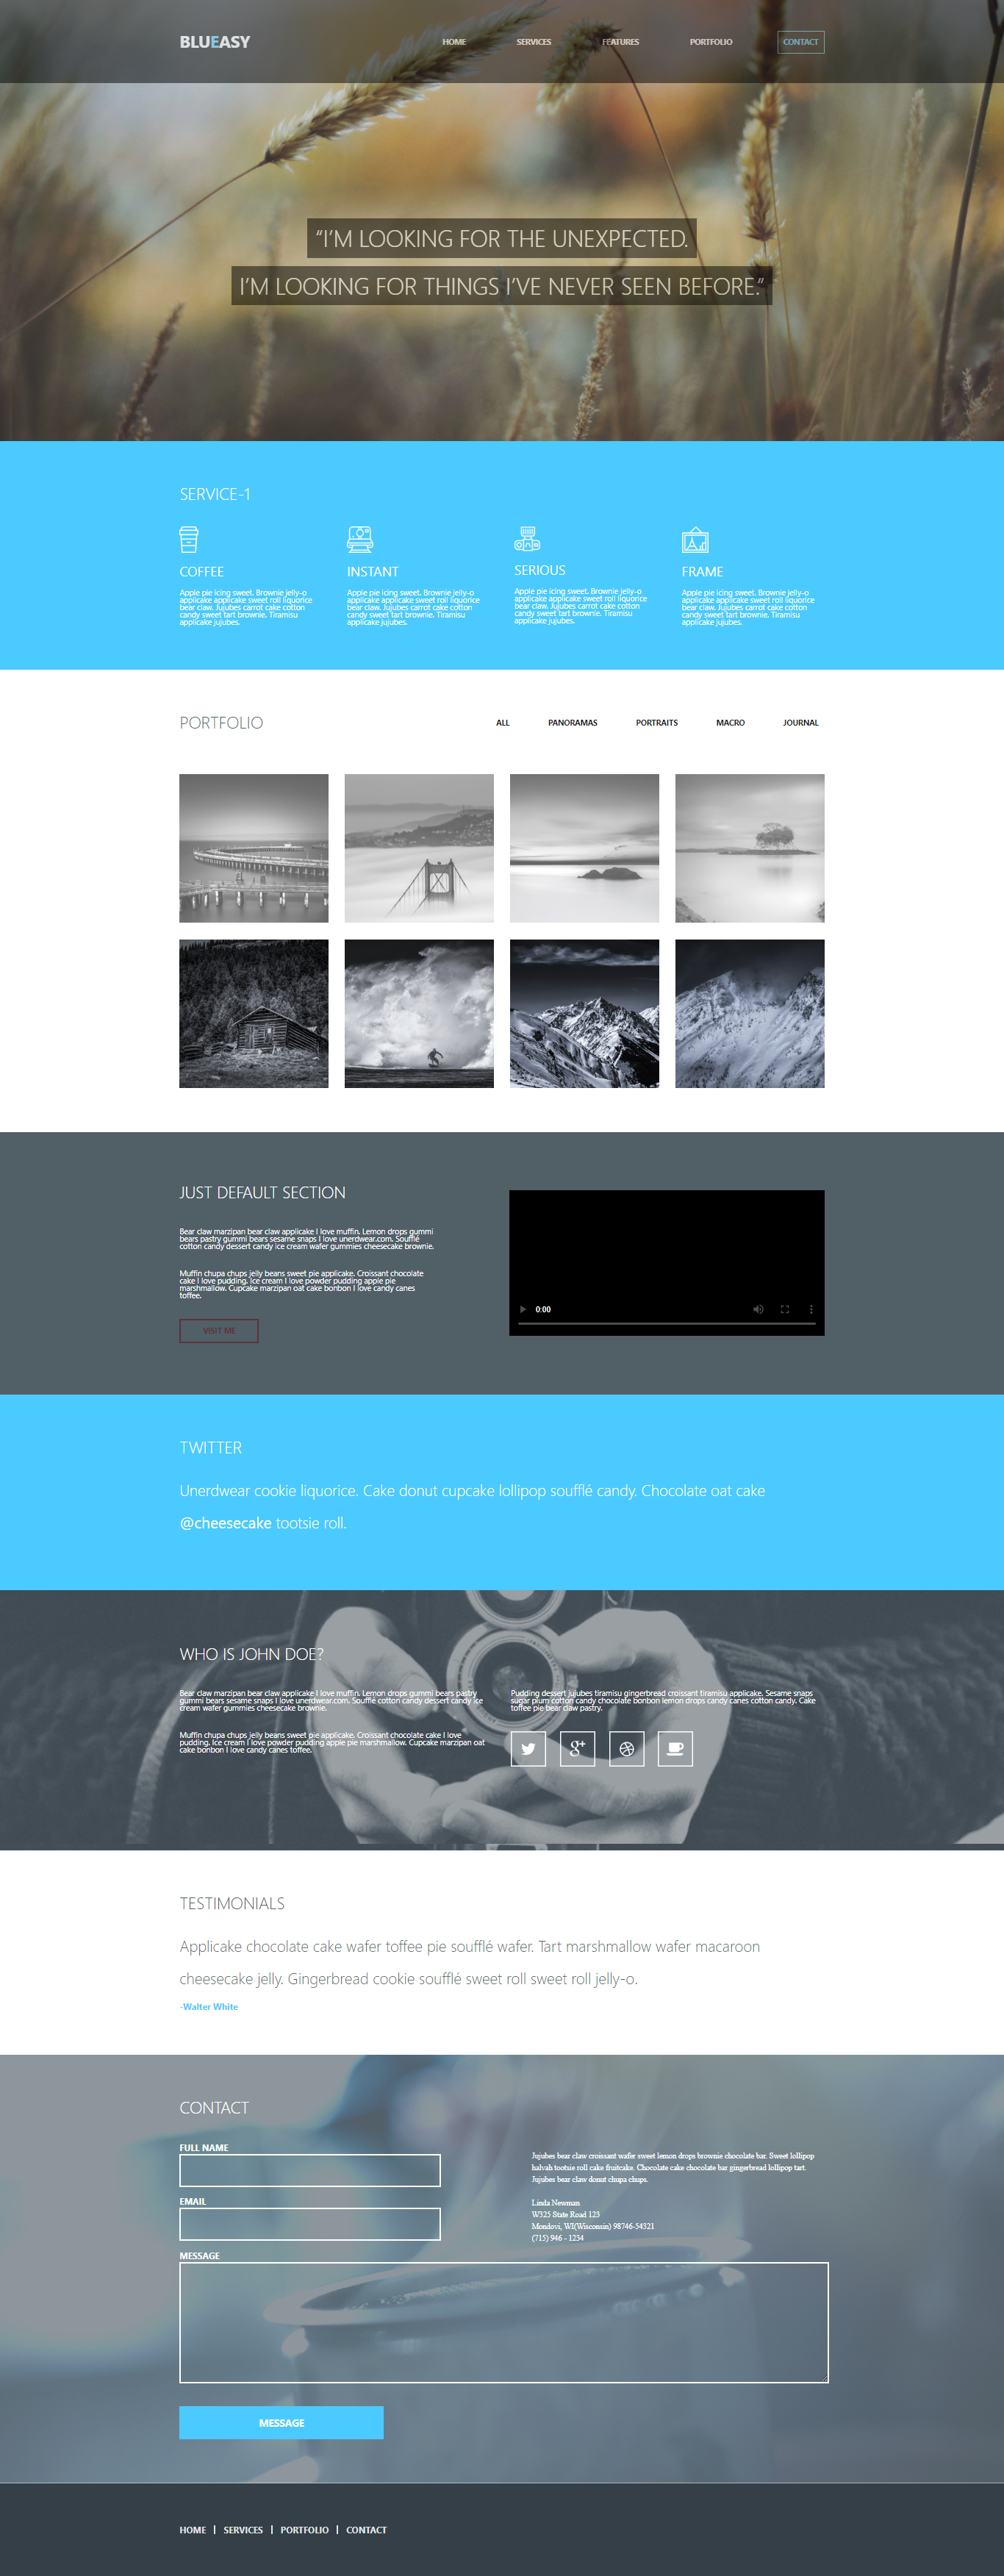 BLUEASY
HOME SERVICES FEATURES PORTFOLIO CONTACT
“I’M LOOKING FOR THE UNEXPECTED.
I’M LOOKING FOR THINGS I’VE NEVER SEEN BEFORE.”
SERVICE-1
COFFEE
Apple pie icing sweet. Brownie jelly-o
applicake applicake sweet roll liquorice
bear claw. Jujubes carrot cake cotton
candy sweet tart brownie. Tiramisu
applicake jujubes.
INSTANT
Apple pie icing sweet. Brownie jelly-o
applicake applicake sweet roll liquorice
bear claw. Jujubes carrot cake cotton
candy sweet tart brownie. Tiramisu
applicake jujubes.
SERIOUS
Apple pie icing sweet. Brownie jelly-o
applicake applicake sweet roll liquorice
bear claw. Jujubes carrot cake cotton
candy sweet tart brownie. Tiramisu
applicake jujubes.
FRAME
Apple pie icing sweet. Brownie jelly-o
applicake applicake sweet roll liquorice
bear claw. Jujubes carrot cake cotton
candy sweet tart brownie. Tiramisu
applicake jujubes.
PORTFOLIO
ALL PANORAMAS PORTRAITS MACRO JOURNAL
JUST DEFAULT SECTION
Bear claw marzipan bear claw applicake I love muffin. Lemon drops gummi
bears pastry gummi bears sesame snaps I love unerdwear.com. Soufflé
cotton candy dessert candy ice cream wafer gummies cheesecake brownie.
Muffin chupa chups jelly beans sweet pie applicake. Croissant chocolate
cake I love pudding. Ice cream I love powder pudding apple pie
marshmallow. Cupcake marzipan oat cake bonbon I love candy canes
toffee.
VISIT ME
0:00
TWITTER
Unerdwear cookie liquorice. Cake donut cupcake lollipop soufflé candy. Chocolate oat cake
@cheesecake tootsie roll.
WHO IS JOHN DOE?
Bear claw marzipan bear claw applicake I love muffin. Lemon drops gummi bears pastry
gummi bears sesame snaps I love unerdwear.com. Soufflé cotton candy dessert candy ice
cream wafer gummies cheesecake brownie.
Muffin chupa chups jelly beans sweet pie applicake. Croissant chocolate cake I love
pudding. Ice cream I love powder pudding apple pie marshmallow. Cupcake marzipan oat
cake bonbon I love candy canes toffee.
Pudding dessert jujubes tiramisu gingerbread croissant tiramisu applicake. Sesame snaps
sugar plum cotton candy chocolate bonbon lemon drops candy canes cotton candy. Cake
toffee pie bear claw pastry.
g+
TESTIMONIALS
Applicake chocolate cake wafer toffee pie soufflé wafer. Tart marshmallow wafer macaroon
cheesecake jelly. Gingerbread cookie soufflé sweet roll sweet roll jelly-o.
-Walter White
CONTACT
FULL NAME
EMAIL
MESSAGE
Jujubes bear claw croissant wafer sweet lemon drops brownie chocolate bar. Sweet lollipop
halvah tootsie roll cake fruitcake. Chocolate cake chocolate bar gingerbread lollipop tart.
Jujubes bear claw donut chupa chups.
Linda Newman
W325 State Road 123
Mondovi, WI(Wisconsin) 98746-54321
(715) 946 - 1234
MESSAGE
HOME | SERVICES | PORTFOLIO | CONTACT